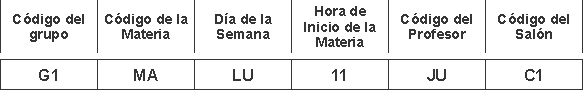 Código del grupo
Código de la Materia
Día de la Semana
Hora de Inicio de la Materia
Código del Profesor
Código del Salón
G1 MA LU 11 JU C1